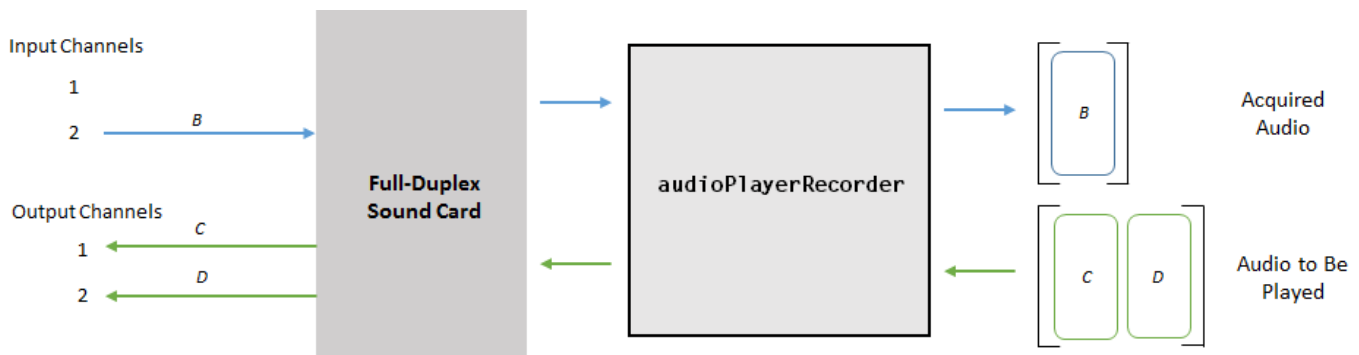 Input Channels
1
2
B
Output Channels
1
C
2
D
Full-Duplex
Sound Card
audioPlayerRecorder
B
Acquired
Audio
C
D
Audio to Be
Played